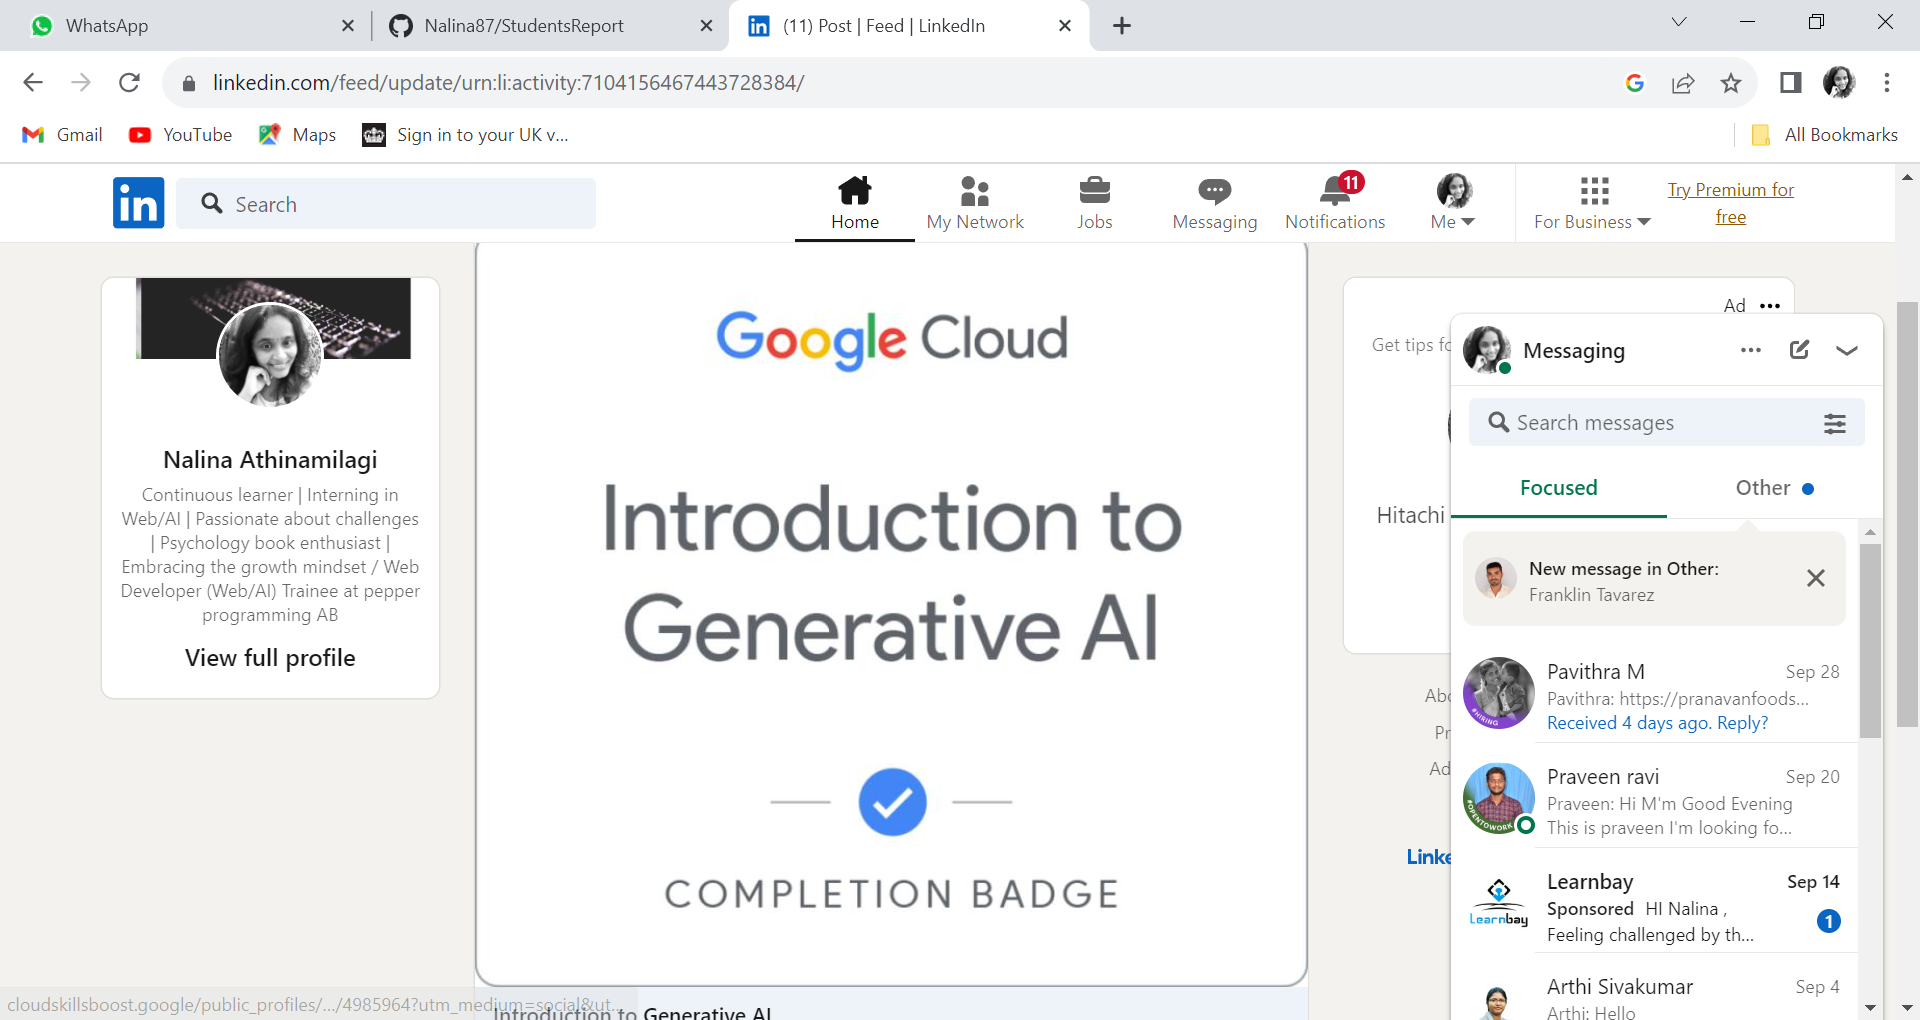 WhatsApp
Nalina87/StudentsReport
(11) Post | Feed | LinkedIn
linkedin.com/feed/update/urn:li:activity:7104156467443728384/
Gmail
YouTube
Maps
Sign in to your UK v...
All Bookmarks
in
Search
Home
My Network
Jobs
Messaging
11
Notifications
Me
For Business
Try Premium for
free
Nalina Athinamilagi
Continuous learner | Interning in
Web/AI | Passionate about challenges
| Psychology book enthusiast |
Embracing the growth mindset / Web
Developer (Web/AI) Trainee at pepper
programming AB
View full profile
Google Cloud
Introduction to
Generative AI
COMPLETION BADGE
Introduction to Generative AI
cloudskillsboost.google/public_profiles/.../4985964?utm_medium=social&ut...
Ad
Get tips fo
Hitachi
Abo
Pr
Ad
Linke
Messaging
Search messages
Focused
Other
New message in Other:
Franklin Tavarez
#HIRING
Pavithra M
Sep 28
Pavithra: https://pranavanfoods...
Received 4 days ago. Reply?
#OPENTOWORK
Praveen ravi
Sep 20
Praveen: Hi M'm Good Evening
This is praveen I'm looking fo...
Learnbay
Learnbay
Sep 14
Sponsored HI Nalina ,
1
Feeling challenged by th...
Arthi Sivakumar
Sep 4
Arthi: Hello